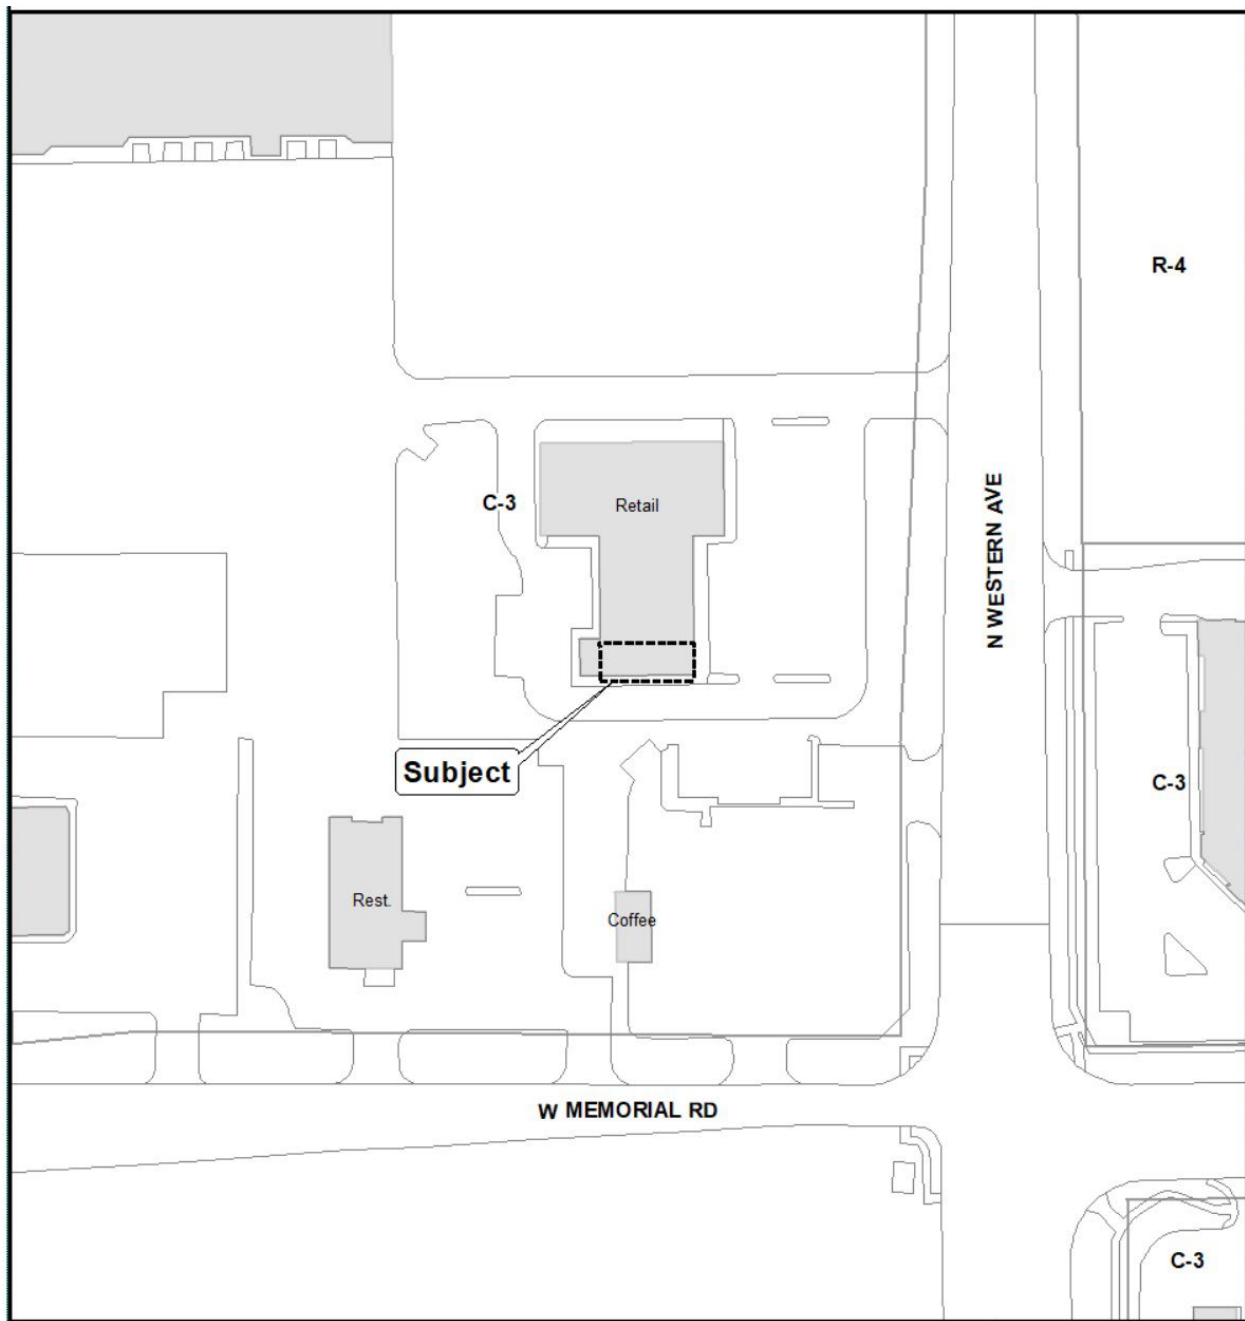 R-4
C-3
Retail
N WESTERN AVE
Subject
C-3
Rest.
Coffee
W MEMORIAL RD
C-3